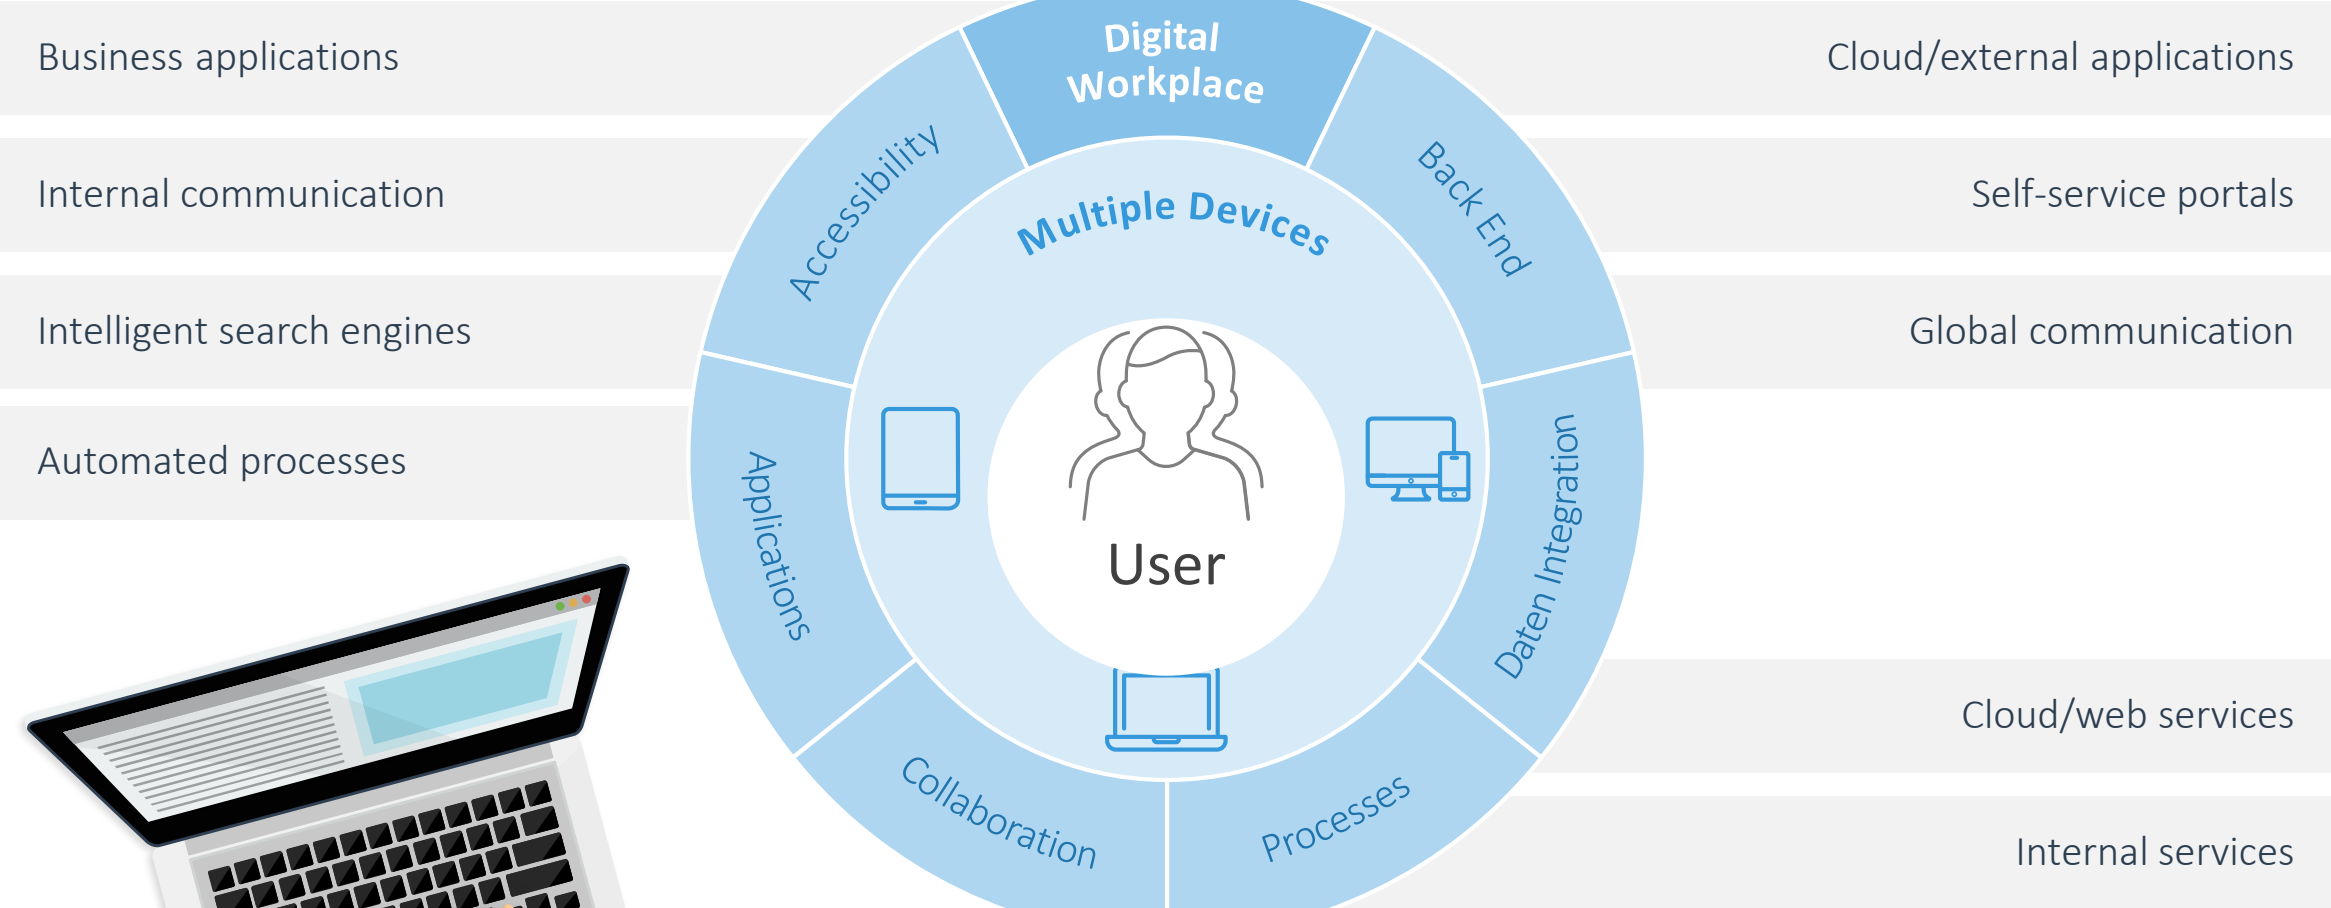 Business applications
Internal communication
Intelligent search engines
Automated processes
Digital
Workplace
Accessibility
Back End
Applications
Daten Integration
Collaboration
Processes
Multiple Devices
User
Cloud/external applications
Self-service portals
Global communication
Cloud/web services
Internal services